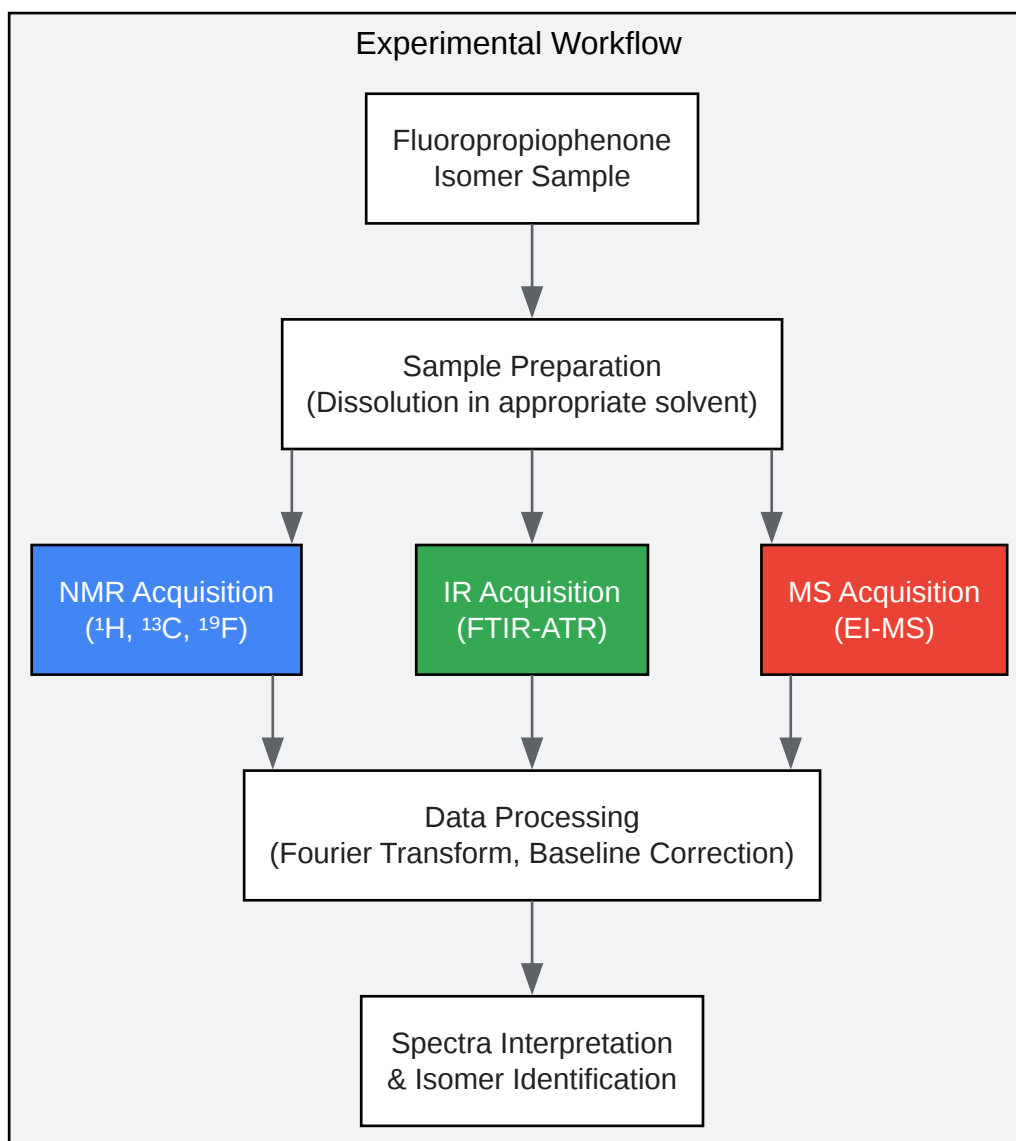 Experimental Workflow
Fluoropropiophenone
Isomer Sample
Sample Preparation
(Dissolution in appropriate solvent)
NMR Acquisition
(¹H, ¹³C, ¹⁹F)
IR Acquisition
(FTIR-ATR)
MS Acquisition
(EI-MS)
Data Processing
(Fourier Transform, Baseline Correction)
Spectra Interpretation
& Isomer Identification